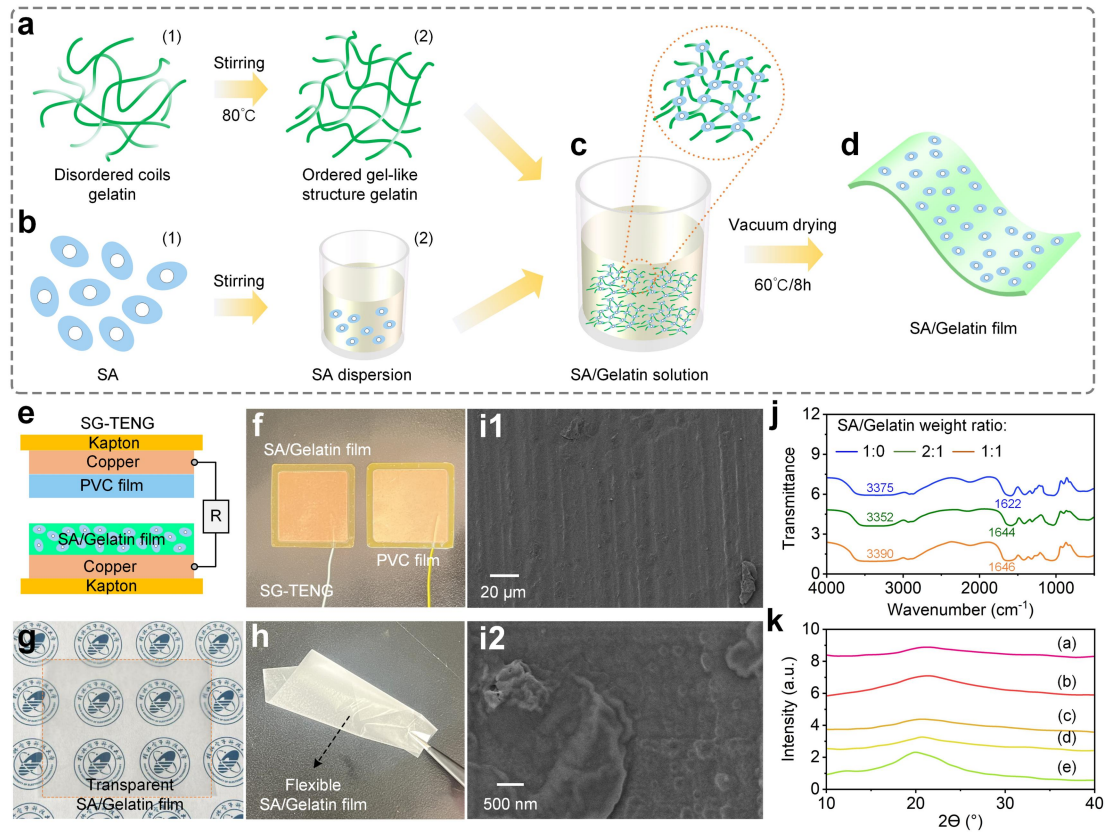 a
(1)
Stirring
80°C
(2)
Disordered coils
gelatin
Ordered gel-like
structure gelatin
b
(1)
Stirring
(2)
SA
SA dispersion
c
SA/Gelatin solution
Vacuum drying
60°C/8h
d
SA/Gelatin film
e
SG-TENG
Kapton
Copper
PVC film
R
SA/Gelatin film
Copper
Kapton
f
SA/Gelatin film
PVC film
SG-TENG
g
Transparent
SA/Gelatin film
h
Flexible
SA/Gelatin film
i1
20 μm
i2
500 nm
j
SA/Gelatin weight ratio:
1:0 2:1 1:1
3375
1622
3352
1644
3390
1646
Transmittance
12
9
6
3
0
4000 3000 2000 1000
Wavenumber (cm⁻¹)
k
Intensity (a.u.)
10
8
6
4
2
0
(a)
(b)
(c)
(d)
(e)
10 20 30 40
2Θ (°)